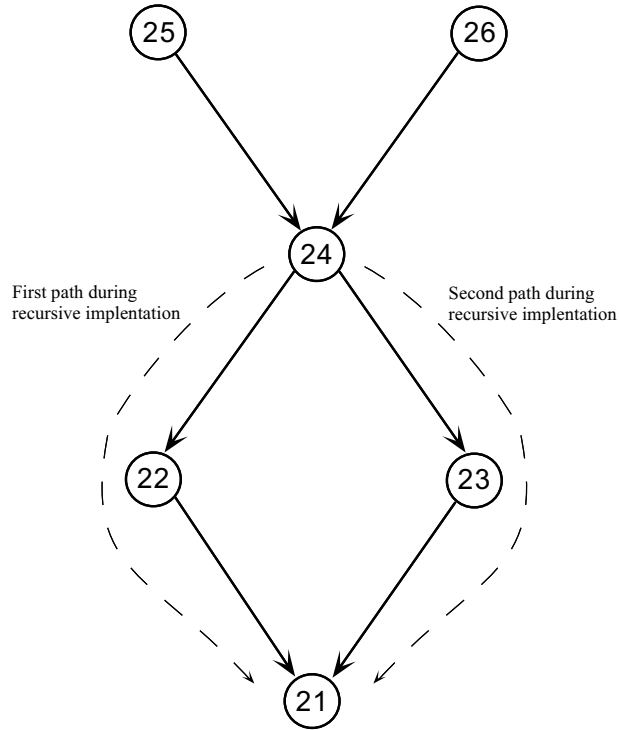 25
26
24
First path during
recursive implentation
Second path during
recursive implentation
22
23
21